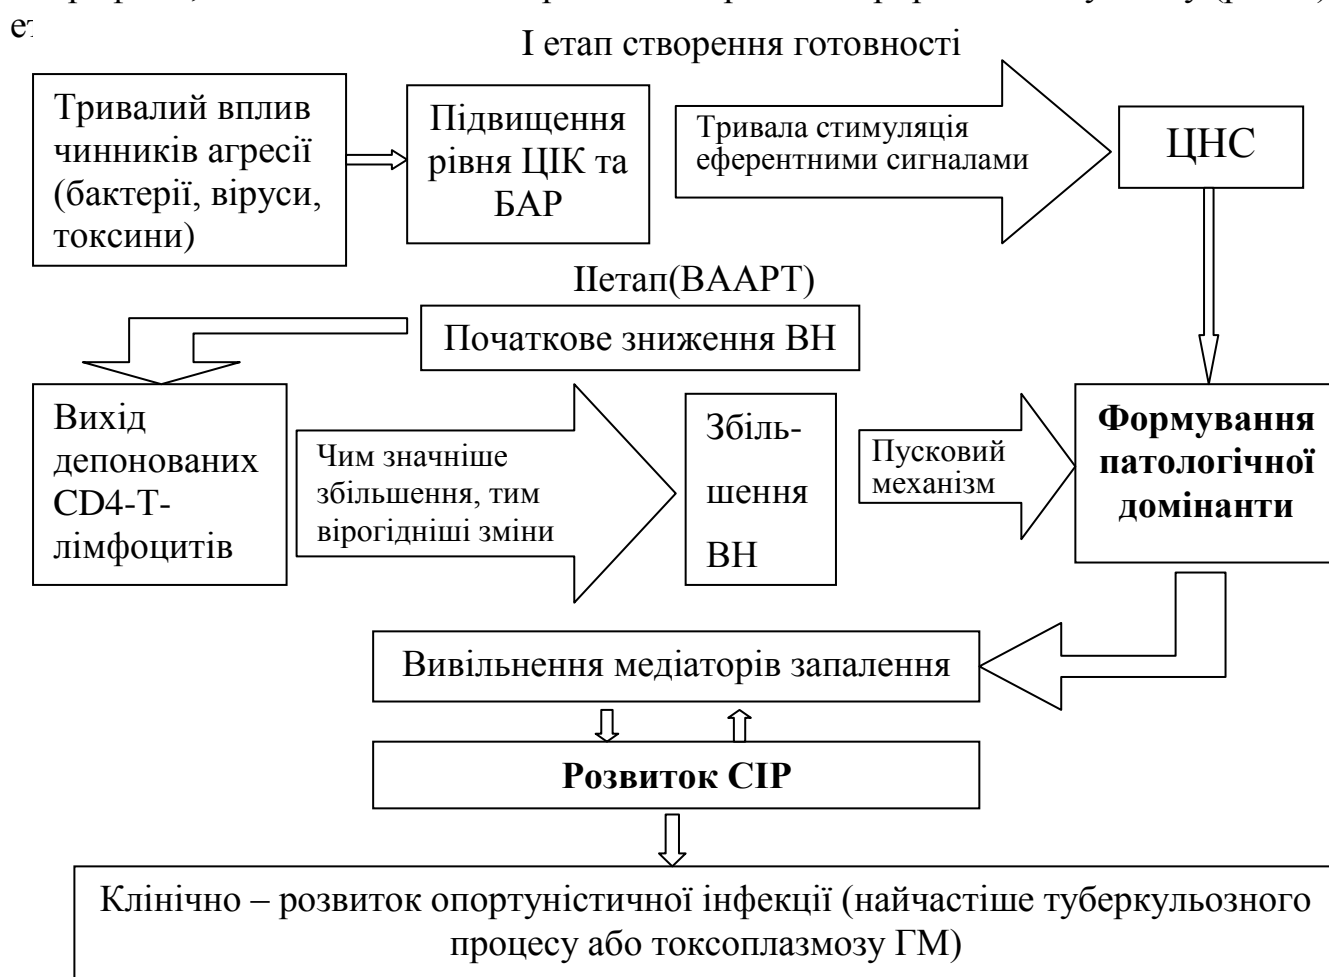 І етап створення готовності
Тривалий вплив
чинників агресії
(бактерії, віруси,
токсини)
Підвищення
рівня ЦІК та
БАР
Тривала стимуляція
еферентними сигналами
ЦНС
ІІетап(ВААРТ)
Початкове зниження ВН
Вихід
депонованих
CD4-Т-
лімфоцитів
Чим значніше
збільшення, тим
вірогідніші зміни
Збіль-
шення
ВН
Пусковий
механізм
Формування
патологічної
домінанти
Вивільнення медіаторів запалення
Розвиток СІР
Клінічно – розвиток опортуністичної інфекції (найчастіше туберкульозного
процесу або токсоплазмозу ГМ)